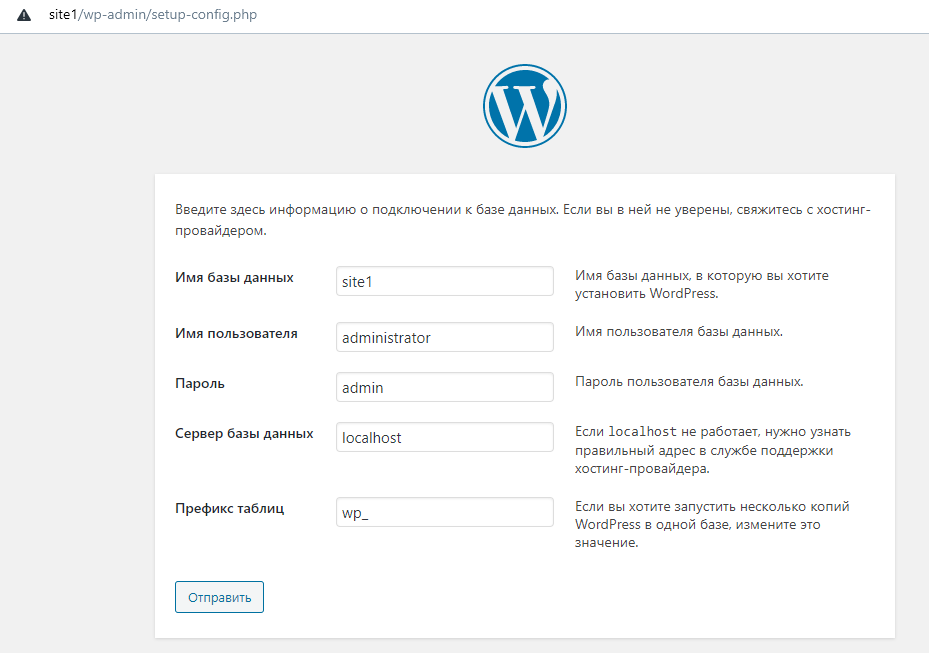 site1/wp-admin/setup-config.php
W
Введите здесь информацию о подключении к базе данных. Если вы в ней не уверены, свяжитесь с хостинг-
провайдером.
Имя базы данных
site1
Имя базы данных, в которую вы хотите
установить WordPress.
Имя пользователя
administrator
Имя пользователя базы данных.
Пароль
admin
Пароль пользователя базы данных.
Сервер базы данных
localhost
Если localhost не работает, нужно узнать
правильный адрес в службе поддержки
хостинг-провайдера.
Префикс таблиц
wp_
Если вы хотите запустить несколько копий
WordPress в одной базе, измените это
значение.
Отправить